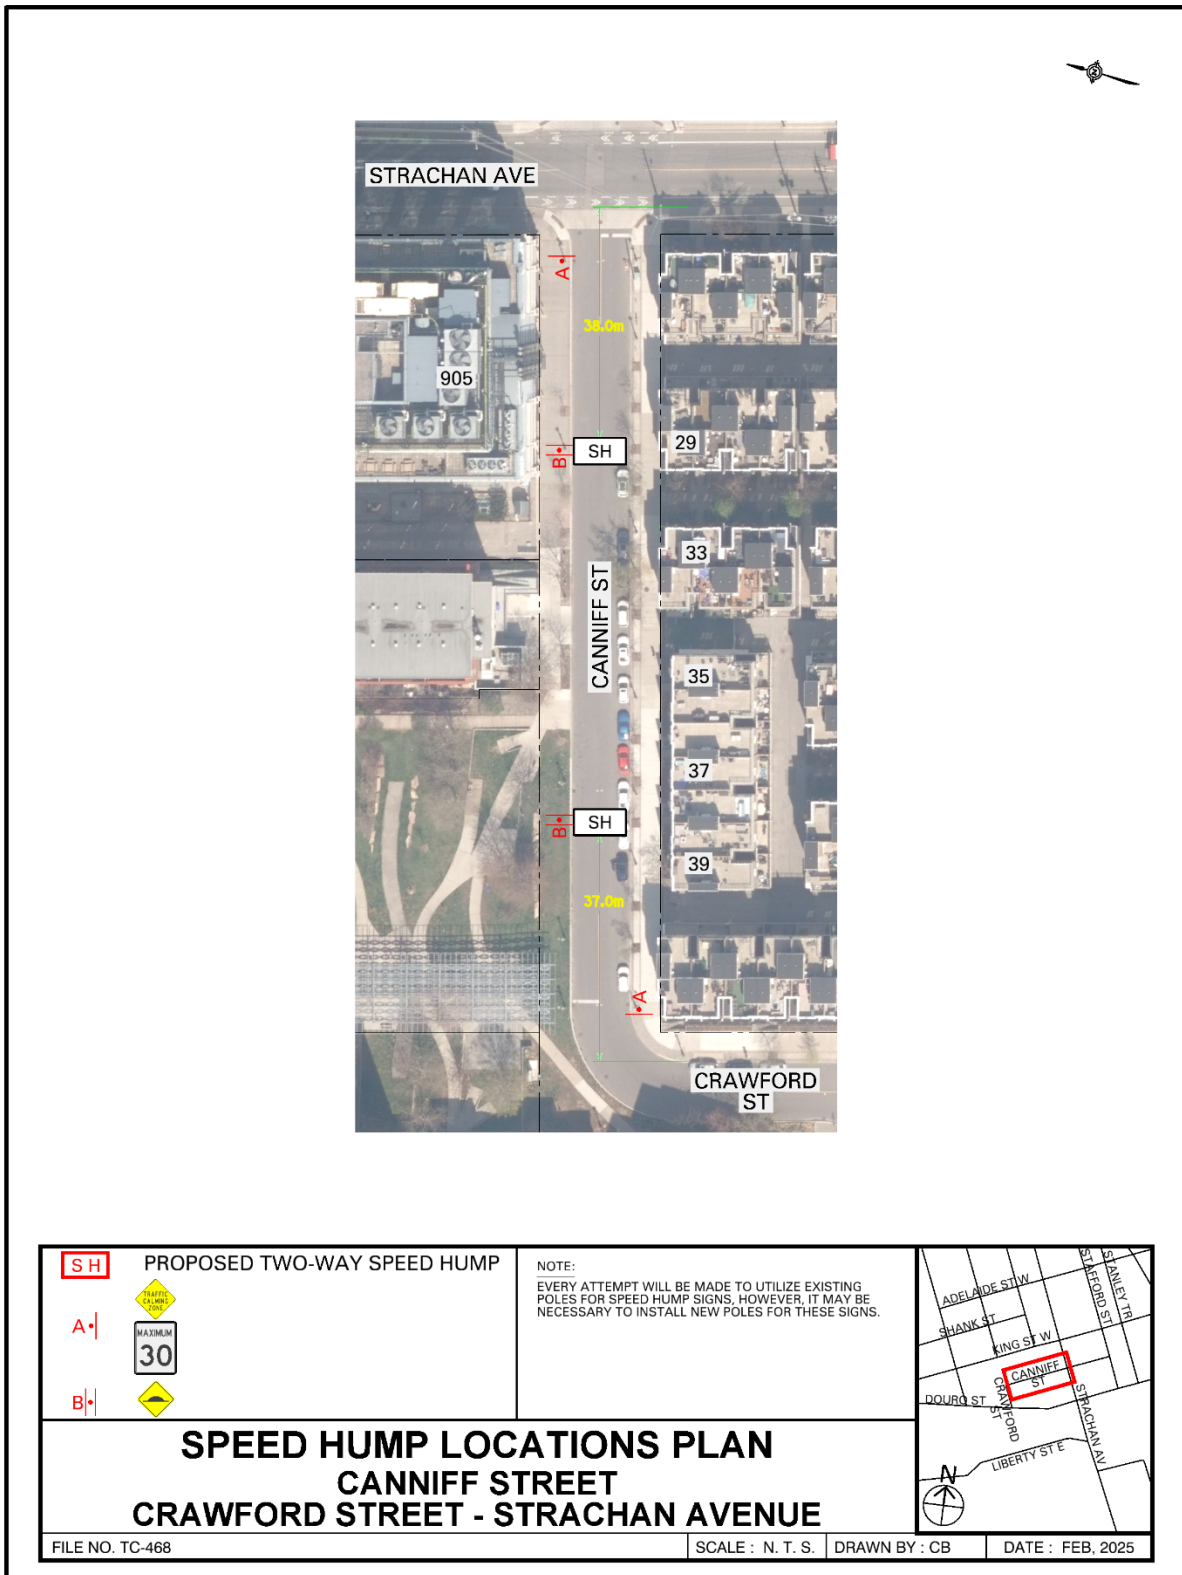 STRACHAN AVE
A
38.0m
905
29
B
SH
33
CANNIFF ST
35
37
B
SH
39
37.0m
A
CRAWFORD
ST
S H
PROPOSED TWO-WAY SPEED HUMP
TRAFFIC
CALMING
ZONE
A
MAXIMUM
30
B
NOTE:
EVERY ATTEMPT WILL BE MADE TO UTILIZE EXISTING
POLES FOR SPEED HUMP SIGNS, HOWEVER, IT MAY BE
NECESSARY TO INSTALL NEW POLES FOR THESE SIGNS.
ADELAIDE ST W
STAFFORD ST
STANLEY TR
SHANK ST
KING ST W
CANNIFF
ST
DOURO ST
CRAWFORD
ST
STRACHAN AV
LIBERTY ST E
N
SPEED HUMP LOCATIONS PLAN
CANNIFF STREET
CRAWFORD STREET - STRACHAN AVENUE
FILE NO. TC-468
SCALE : N. T. S.
DRAWN BY : CB
DATE : FEB, 2025